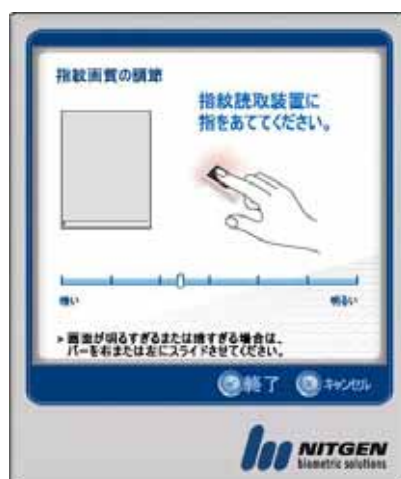 指紋画質の調節
指紋読取装置に
指をあててください。
暗い
明るい
» 画面が明るすぎるまたは暗すぎる場合は、
バーを右または左にスライドさせてください。
終了
キャンセル
NITGEN
biometric solutions